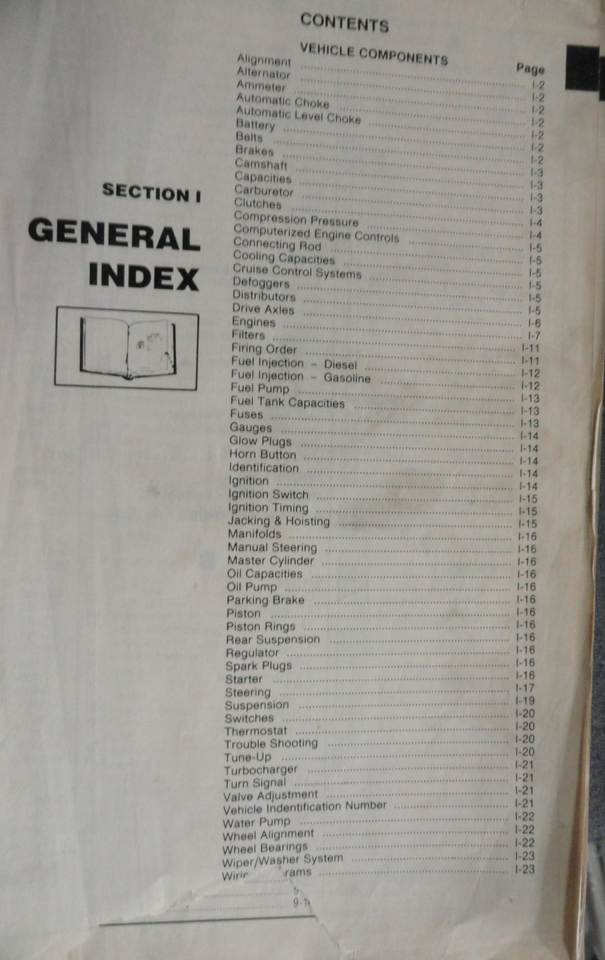 CONTENTS
VEHICLE COMPONENTS
Page
Alignment I-2
Alternator I-2
Ammeter I-2
Automatic Choke I-2
Automatic Level Choke I-2
Battery I-2
Belts I-2
Brakes I-3
Camshaft I-3
Capacities I-3
Carburetor I-3
Clutches I-4
Compression Pressure I-4
Computerized Engine Controls I-5
Connecting Rod I-5
Cooling Capacities I-5
Cruise Control Systems I-5
Defoggers I-5
Distributors I-5
Drive Axles I-6
Engines I-7
Filters I-11
Firing Order I-11
Fuel Injection – Diesel I-12
Fuel Injection – Gasoline I-12
Fuel Pump I-13
Fuel Tank Capacities I-13
Fuses I-13
Gauges I-14
Glow Plugs I-14
Horn Button I-14
Identification I-14
Ignition I-14
Ignition Switch I-15
Ignition Timing I-15
Jacking & Hoisting I-15
Manifolds I-16
Manual Steering I-16
Master Cylinder I-16
Oil Capacities I-16
Oil Pump I-16
Parking Brake I-16
Piston I-16
Piston Rings I-16
Rear Suspension I-16
Regulator I-16
Spark Plugs I-16
Starter I-16
Steering I-17
Suspension I-19
Switches I-20
Thermostat I-20
Trouble Shooting I-20
Tune-Up I-20
Turbocharger I-21
Turn Signal I-21
Valve Adjustment I-21
Vehicle Indentification Number I-21
Water Pump I-22
Wheel Alignment I-22
Wheel Bearings I-22
Wiper/Washer System I-23
I-23
SECTION I
GENERAL
INDEX